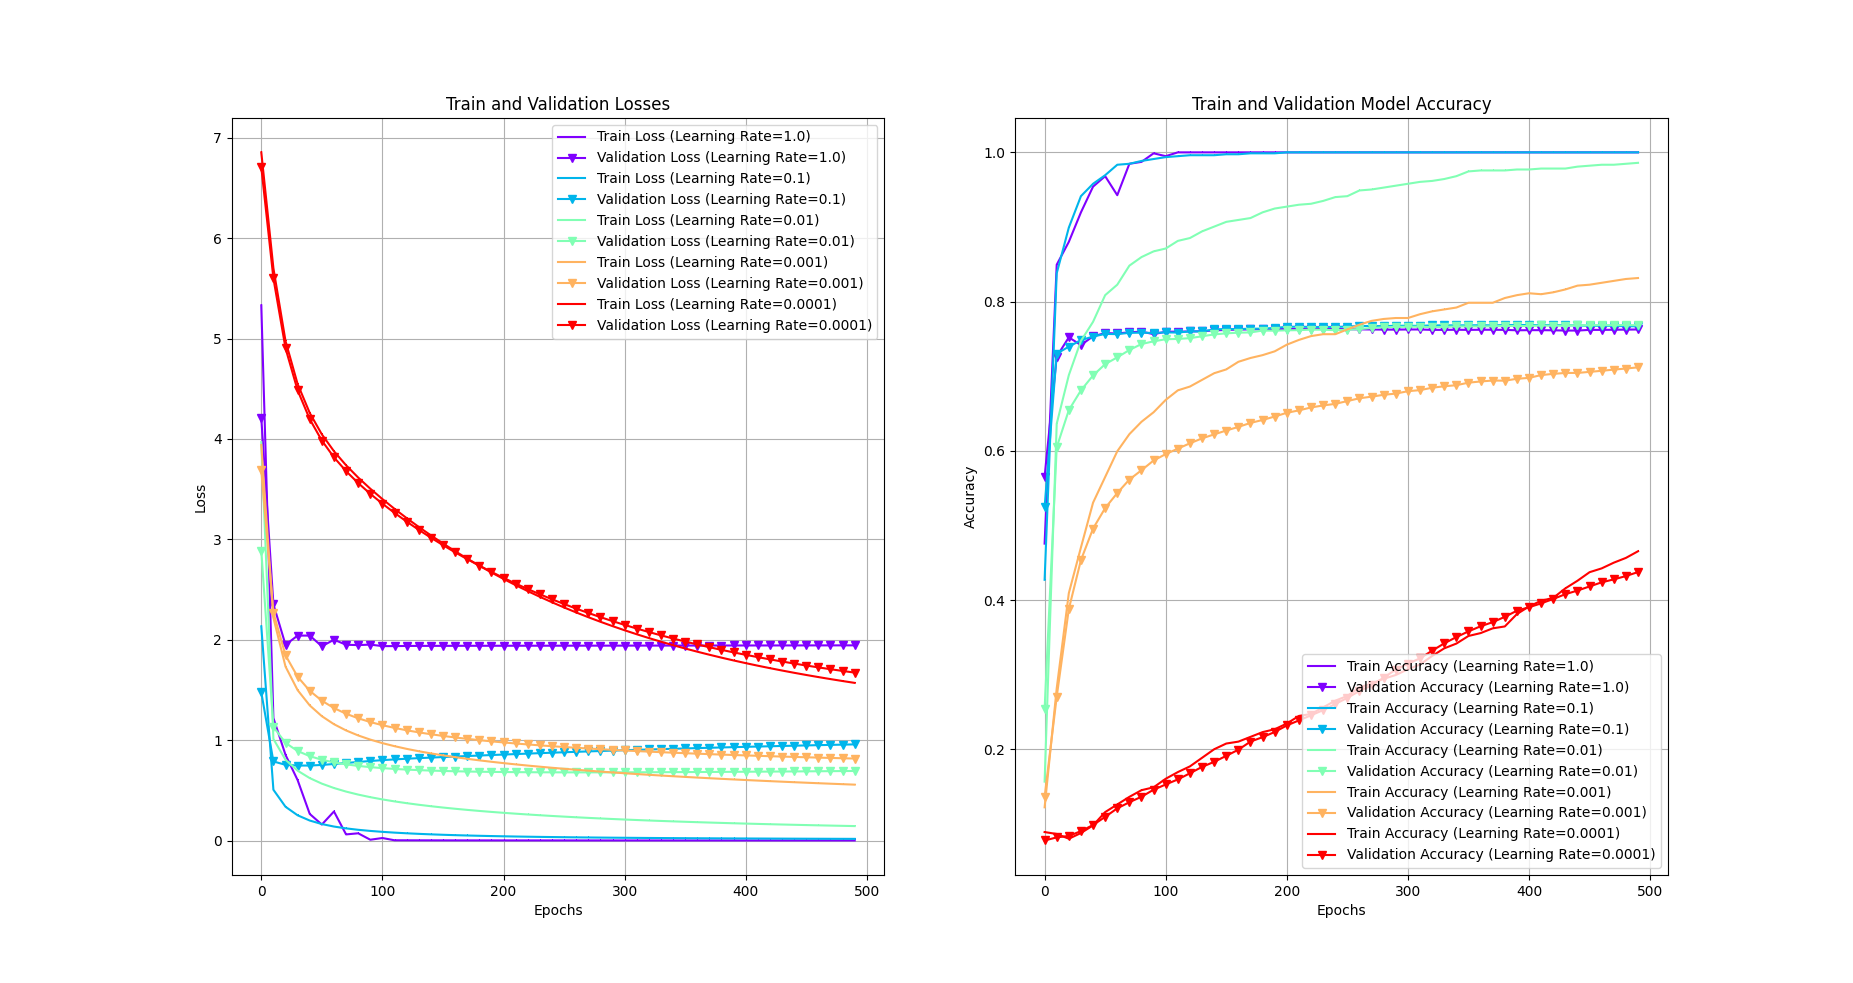 Train and Validation Losses
7
6
5
4
3
2
1
0
Loss
Train Loss (Learning Rate=1.0)
Validation Loss (Learning Rate=1.0)
Train Loss (Learning Rate=0.1)
Validation Loss (Learning Rate=0.1)
Train Loss (Learning Rate=0.01)
Validation Loss (Learning Rate=0.01)
Train Loss (Learning Rate=0.001)
Validation Loss (Learning Rate=0.001)
Train Loss (Learning Rate=0.0001)
Validation Loss (Learning Rate=0.0001)
0 100 200 300 400 500
Epochs
Train and Validation Model Accuracy
1.0
0.8
0.6
0.4
0.2
Accuracy
Train Accuracy (Learning Rate=1.0)
Validation Accuracy (Learning Rate=1.0)
Train Accuracy (Learning Rate=0.1)
Validation Accuracy (Learning Rate=0.1)
Train Accuracy (Learning Rate=0.01)
Validation Accuracy (Learning Rate=0.01)
Train Accuracy (Learning Rate=0.001)
Validation Accuracy (Learning Rate=0.001)
Train Accuracy (Learning Rate=0.0001)
Validation Accuracy (Learning Rate=0.0001)
0 100 200 300 400 500
Epochs